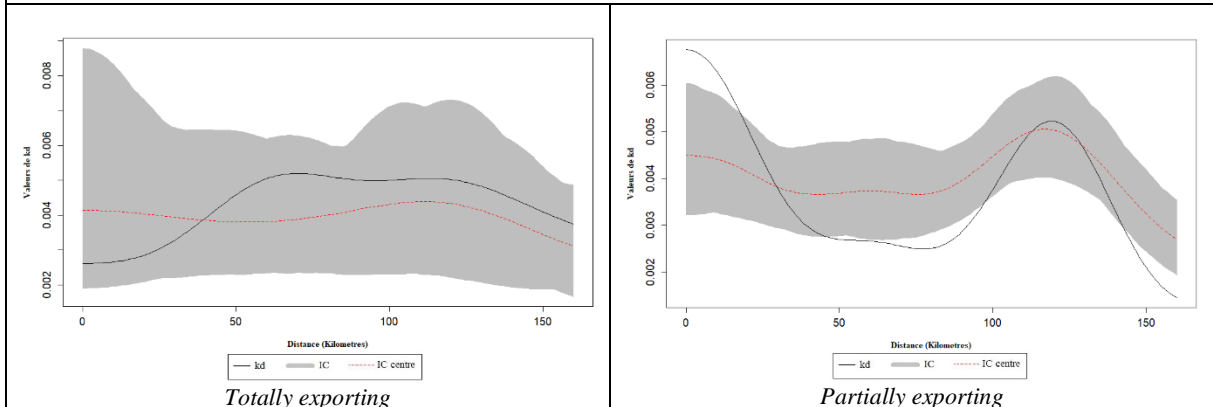 0.008
0.006
0.004
0.002
Valeurs de kd
0 50 100 150
Distance (Kilometres)
kd IC IC centre
Totally exporting
0.006
0.005
0.004
0.003
0.002
Valeurs de kd
0 50 100 150
Distance (Kilometres)
kd IC IC centre
Partially exporting